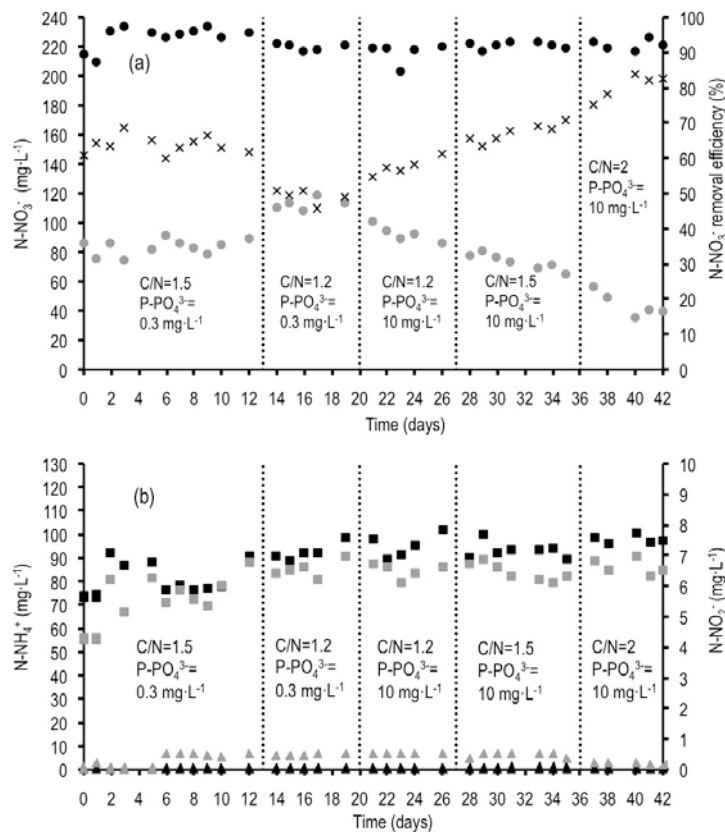 240
220
200
180
160
140
120
100
80
60
40
20
0
N-NO₃⁻ (mg·L⁻¹)
(a)
100
90
80
70
60
50
40
30
20
10
0
N-NO₃⁻ removal efficiency (%)
C/N=1.5
P-PO₄³⁻=
0.3 mg·L⁻¹
C/N=1.2
P-PO₄³⁻=
0.3 mg·L⁻¹
C/N=1.2
P-PO₄³⁻=
10 mg·L⁻¹
C/N=1.5
P-PO₄³⁻=
10 mg·L⁻¹
C/N=2
P-PO₄³⁻=
10 mg·L⁻¹
0 2 4 6 8 10 12 14 16 18 20 22 24 26 28 30 32 34 36 38 40 42
Time (days)
130
120
110
100
90
80
70
60
50
40
30
20
10
0
N-NH₄⁺ (mg·L⁻¹)
(b)
10
9
8
7
6
5
4
3
2
1
0
N-NO₂⁻ (mg·L⁻¹)
C/N=1.5
P-PO₄³⁻=
0.3 mg·L⁻¹
C/N=1.2
P-PO₄³⁻=
0.3 mg·L⁻¹
C/N=1.2
P-PO₄³⁻=
10 mg·L⁻¹
C/N=1.5
P-PO₄³⁻=
10 mg·L⁻¹
C/N=2
P-PO₄³⁻=
10 mg·L⁻¹
0 2 4 6 8 10 12 14 16 18 20 22 24 26 28 30 32 34 36 38 40 42
Time (days)